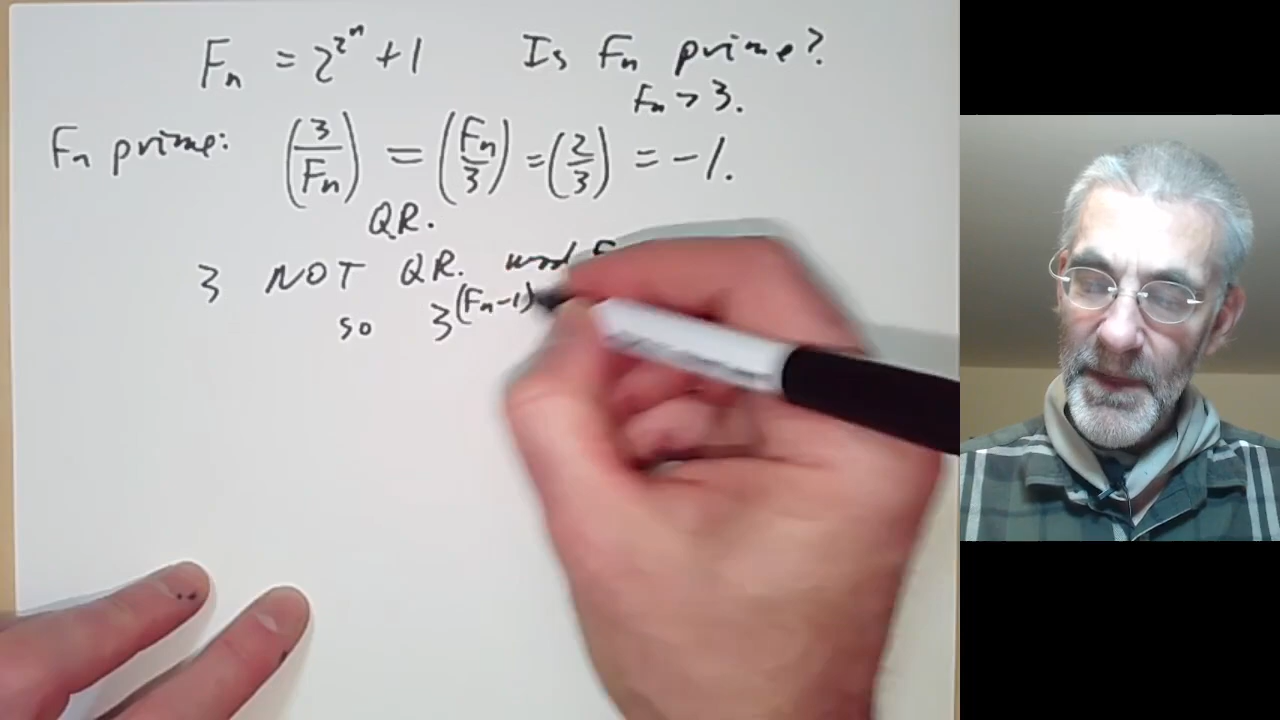 Fₙ = 2^2^n + 1 Is Fₙ prime?
Fₙ > 3.
Fₙ prime: (3/Fₙ) = (Fₙ/3) = (2/3) = -1.
QR.
3 NOT QR. mod F
so 3^(Fₙ-1)